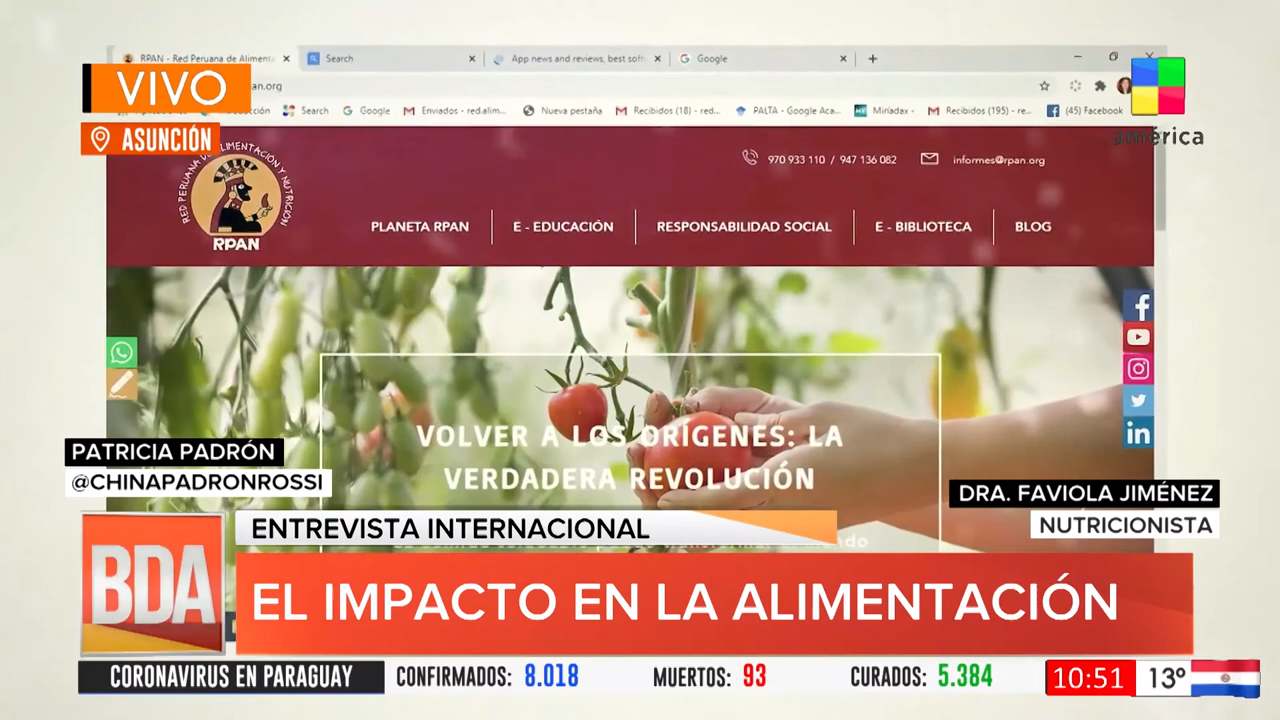 RPAN - Red Peruana de Alimenta
Search
App news and reviews, best soft
Google
VIVO
an.org
ASUNCIÓN
Search
Google
Enviados - red.alim...
Nueva pestaña
Recibidos (18) - red...
PALTA - Google Aca...
Miríadax -
Recibidos (195) - re...
(45) Facebook
américa
RED PERUANA DE ALIMENTACIÓN Y NUTRICIÓN
RPAN
970 933 110 / 947 136 082
informes@rpan.org
PLANETA RPAN
E - EDUCACIÓN
RESPONSABILIDAD SOCIAL
E - BIBLIOTECA
BLOG
VOLVER A LOS ORÍGENES: LA
VERDADERA REVOLUCIÓN
PATRICIA PADRÓN
@CHINAPADRONROSSI
DRA. FAVIOLA JIMÉNEZ
NUTRICIONISTA
BDA
ENTREVISTA INTERNACIONAL
EL IMPACTO EN LA ALIMENTACIÓN
CORONAVIRUS EN PARAGUAY
CONFIRMADOS: 8.018
MUERTOS: 93
CURADOS: 5.384
10:51
13º